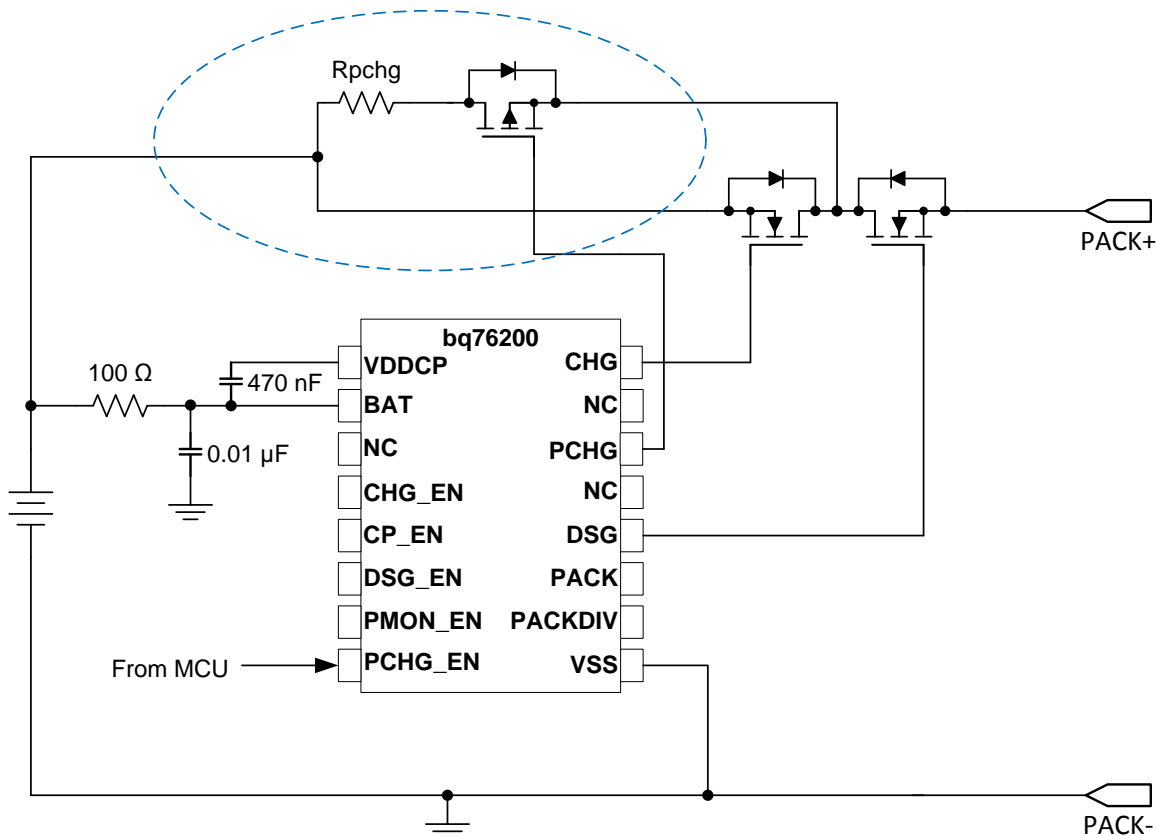 Rpchg
PACK+
bq76200
VDDCP
CHG
100 Ω
470 nF
BAT
NC
0.01 µF
NC
PCHG
CHG_EN
NC
CP_EN
DSG
DSG_EN
PACK
PMON_EN
PACKDIV
From MCU
PCHG_EN
VSS
PACK-